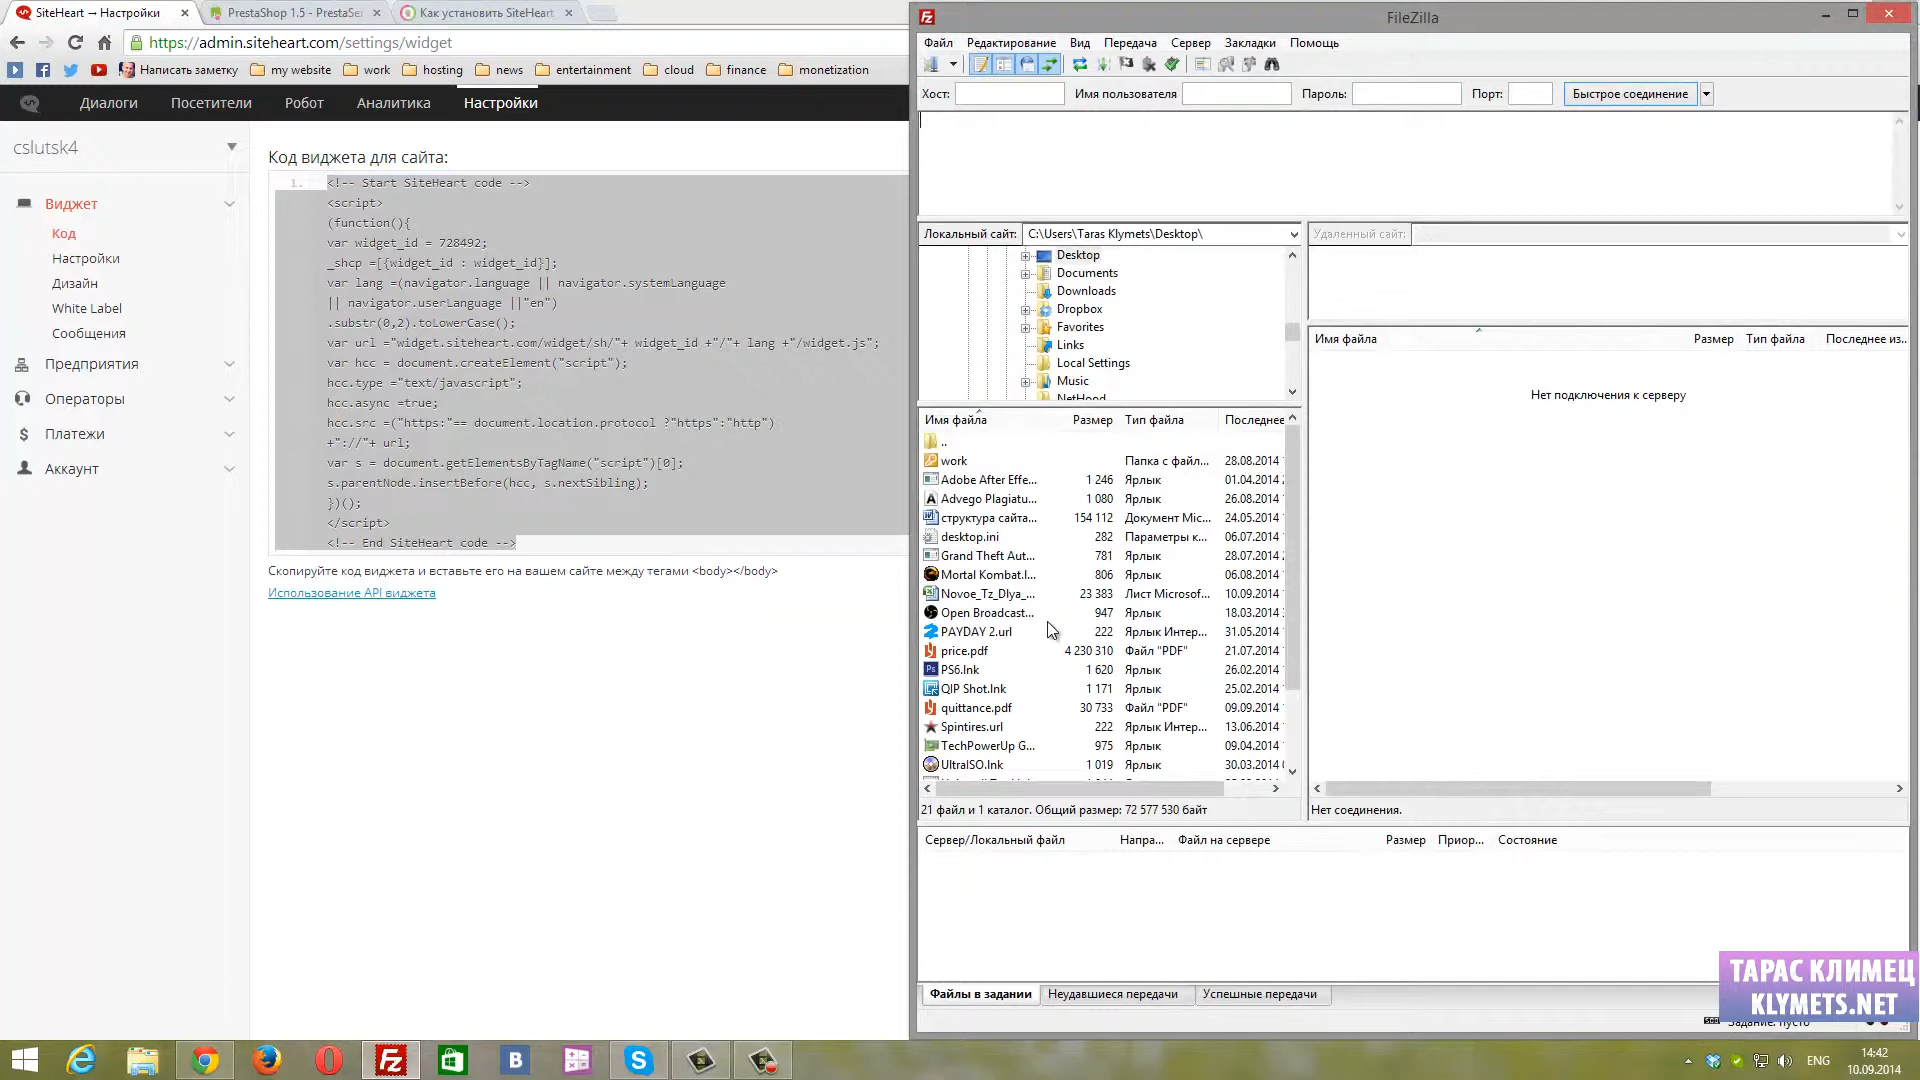 SiteHeart → Настройки
PrestaShop 1.5 - PrestaSer
Как установить SiteHeart
https://admin.siteheart.com/settings/widget
Написать заметку
my website
work
hosting
news
entertainment
cloud
finance
monetization
Диалоги
Посетители
Робот
Аналитика
Настройки
cslutsk4
Виджет
Код
Настройки
Дизайн
White Label
Сообщения
Предприятия
Операторы
Платежи
Аккаунт
Код виджета для сайта:
1. <!-- Start SiteHeart code -->
<script>
(function(){
var widget_id = 728492;
_shcp =[{widget_id : widget_id}];
var lang =(navigator.language || navigator.systemLanguage
|| navigator.userLanguage ||"en")
.substr(0,2).toLowerCase();
var url ="widget.siteheart.com/widget/sh/"+ widget_id +"/"+ lang +"/widget.js";
var hcc = document.createElement("script");
hcc.type ="text/javascript";
hcc.async =true;
hcc.src =("https:"== document.location.protocol ?"https":"http")
+"://"+ url;
var s = document.getElementsByTagName("script")[0];
s.parentNode.insertBefore(hcc, s.nextSibling);
})();
</script>
<!-- End SiteHeart code -->
Скопируйте код виджета и вставьте его на вашем сайте между тегами <body></body>
Использование API виджета
FileZilla
Файл Редактирование Вид Передача Сервер Закладки Помощь
Хост: Имя пользователя Пароль: Порт: Быстрое соединение
Локальный сайт: C:\Users\Taras Klymets\Desktop\
Удаленный сайт:
Desktop
Documents
Downloads
Dropbox
Favorites
Links
Local Settings
Music
NetHood
Имя файла Размер Тип файла Последнее
..
work Папка с файл... 28.08.2014
Adobe After Effe... 1 246 Ярлык 01.04.2014
Advego Plagiatu... 1 080 Ярлык 26.08.2014
структура сайта... 154 112 Документ Mic... 24.05.2014
desktop.ini 282 Параметры к... 06.07.2014
Grand Theft Aut... 781 Ярлык 28.07.2014
Mortal Kombat.l... 806 Ярлык 06.08.2014
Novoe_Tz_Dlya_... 23 383 Лист Microsof... 10.09.2014
Open Broadcast... 947 Ярлык 18.03.2014
PAYDAY 2.url 222 Ярлык Интер... 31.05.2014
price.pdf 4 230 310 Файл "PDF" 21.07.2014
PS6.lnk 1 620 Ярлык 26.02.2014
QIP Shot.lnk 1 171 Ярлык 25.02.2014
quittance.pdf 30 733 Файл "PDF" 09.09.2014
Spintires.url 222 Ярлык Интер... 13.06.2014
TechPowerUp G... 975 Ярлык 09.04.2014
UltraISO.lnk 1 019 Ярлык 30.03.2014
21 файл и 1 каталог. Общий размер: 72 577 530 байт
Имя файла Размер Тип файла Последнее из...
Нет подключения к серверу
Нет соединения.
Сервер/Локальный файл Напра... Файл на сервере Размер Приор... Состояние
Файлы в задании Неудавшиеся передачи Успешные передачи
Задание: пусто
ТАРАС КЛИМЕЦ
KLYMETS.NET
ENG
14:42
10.09.2014